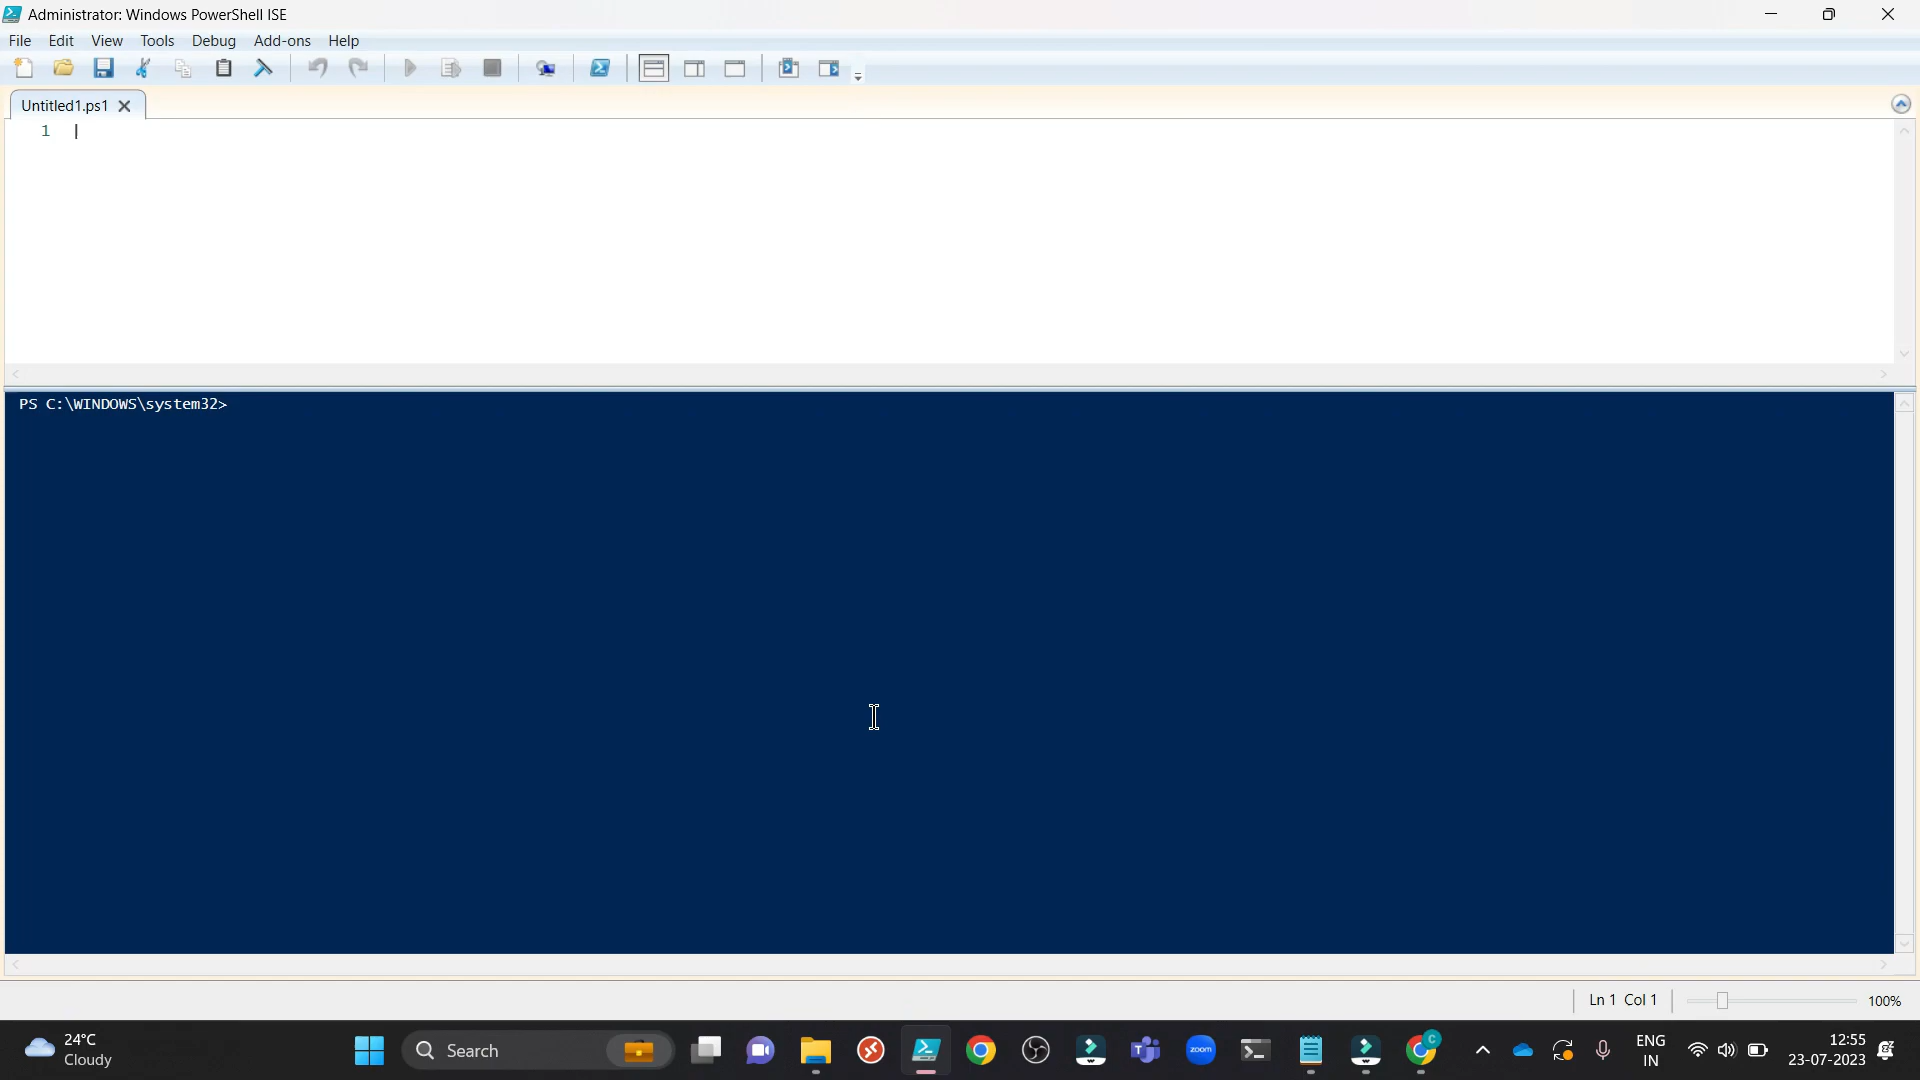 Administrator: Windows PowerShell ISE
File Edit View Tools Debug Add-ons Help
Untitled1.ps1
1
PS C:\WINDOWS\system32>
Ln 1 Col 1
100%
24°C
Cloudy
Search
zoom
C
ENG
IN
12:55
23-07-2023